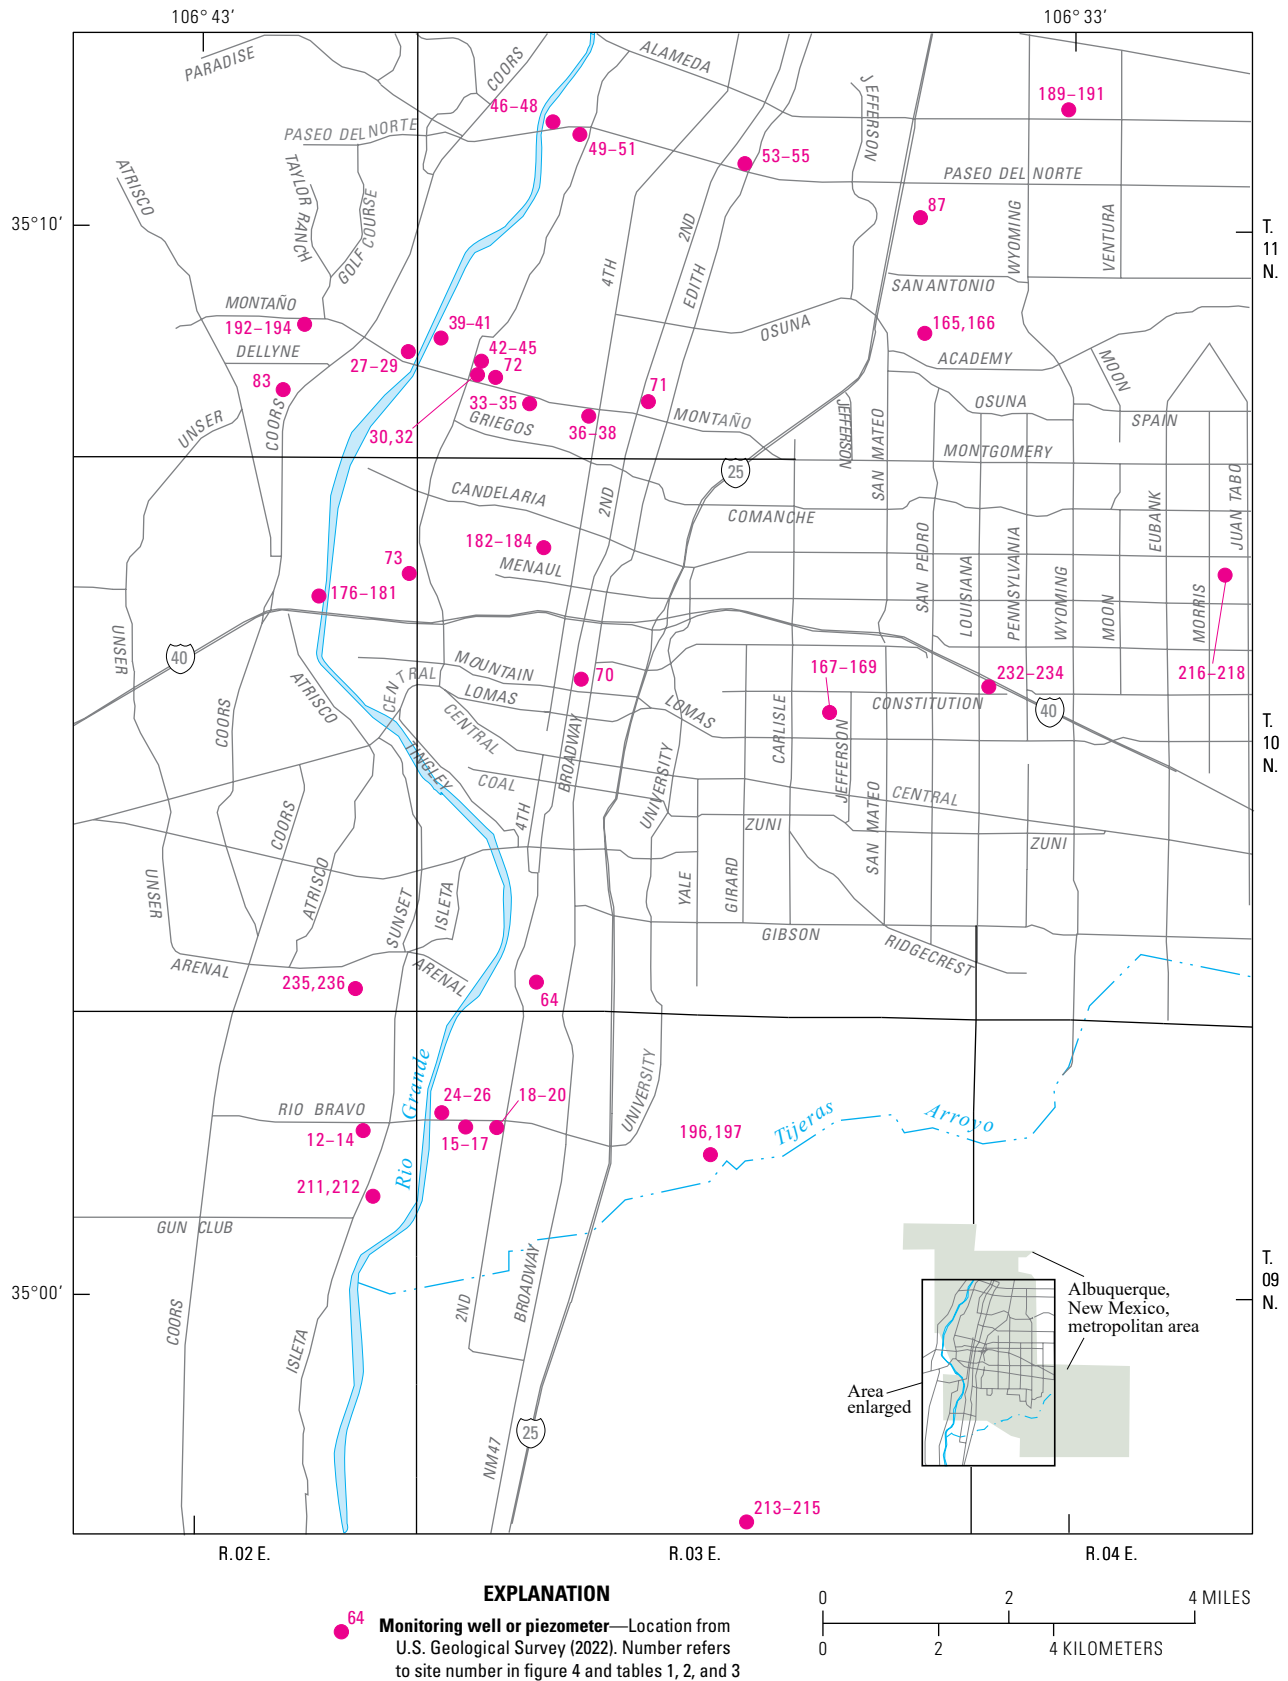 106° 43′
106° 33′
PARADISE
COORS
ALAMEDA
JEFFERSON
46–48
189–191
PASEO DEL NORTE
49–51
53–55
ATRISCO
TAYLOR RANCH
GOLF COURSE
PASEO DEL NORTE
87
35°10′
2ND
WYOMING
VENTURA
T.
11
N.
4TH
EDITH
SAN ANTONIO
MONTAÑO
192–194
39–41
OSUNA
165,166
DELLYNE
27–29
42–45
72
ACADEMY
MOON
83
33–35
71
OSUNA
UNSER
COORS
30,32
GRIEGOS
36–38
MONTAÑO
JEFFERSON
SAN MATEO
SPAIN
MONTGOMERY
25
CANDELARIA
2ND
COMANCHE
EUBANK
JUAN TABO
182–184
MENAUL
73
176–181
SAN PEDRO
LOUISIANA
PENNSYLVANIA
WYOMING
MOON
MORRIS
UNSER
40
ATRISCO
CENTRAL
MOUNTAIN
LOMAS
70
167–169
232–234
216–218
COORS
CENTRAL
LOMAS
CARLISLE
CONSTITUTION
40
T.
10
N.
TINGLEY
COAL
BROADWAY
UNIVERSITY
JEFFERSON
SAN MATEO
CENTRAL
COORS
4TH
ZUNI
ZUNI
UNSER
ATRISCO
SUNSET
ISLETA
YALE
GIRARD
GIBSON
RIDGECREST
ARENAL
ARENAL
235,236
64
Rio Grande
UNIVERSITY
24–26
18–20
RIO BRAVO
12–14
15–17
196,197
Tijeras Arroyo
211,212
GUN CLUB
35°00′
T.
09
N.
COORS
ISLETA
2ND
BROADWAY
Albuquerque,
New Mexico,
metropolitan area
Area
enlarged
25
NM47
213–215
R. 02 E.
R. 03 E.
R. 04 E.
EXPLANATION
64
Monitoring well or piezometer—Location from
U.S. Geological Survey (2022). Number refers
to site number in figure 4 and tables 1, 2, and 3
0 2 4 MILES
0 2 4 KILOMETERS